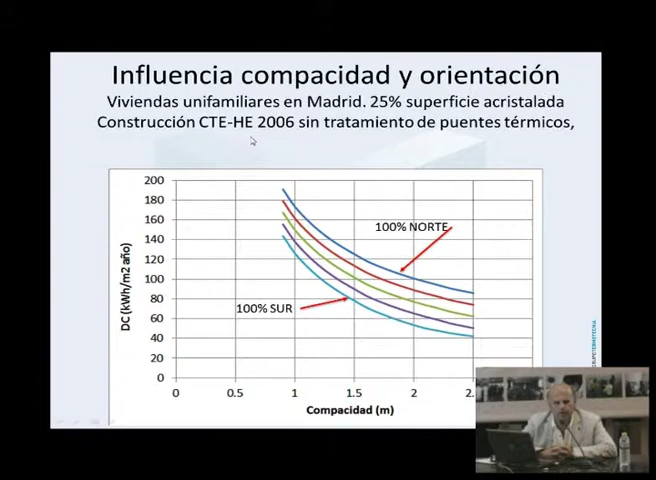 Influencia compacidad y orientación
Viviendas unifamiliares en Madrid. 25% superficie acristalada
Construcción CTE-HE 2006 sin tratamiento de puentes térmicos,
200
180
160
140
120
100
80
60
40
20
0
DC (kWh/m2 año)
100% NORTE
100% SUR
0
0.5
1
1.5
2
2.
Compacidad (m)